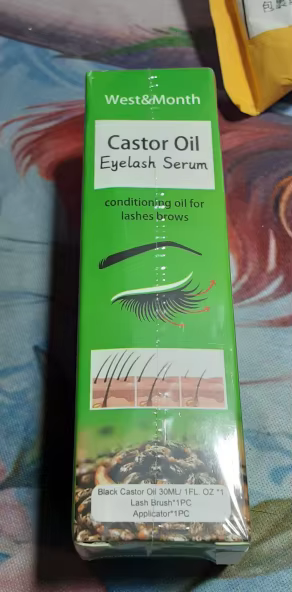 West&Month
Castor Oil
Eyelash Serum
conditioning oil for
lashes brows
Black Castor Oil 30ML/ 1FL. OZ *1
Lash Brush*1PC
Applicator*1PC